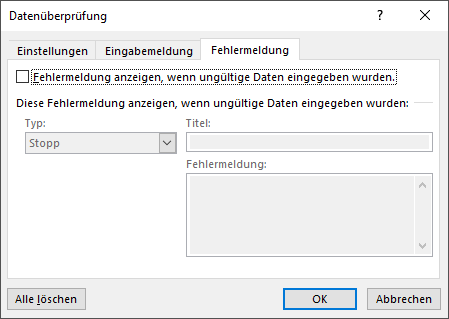 Datenüberprüfung
Einstellungen Eingabemeldung Fehlermeldung
Fehlermeldung anzeigen, wenn ungültige Daten eingegeben wurden.
Diese Fehlermeldung anzeigen, wenn ungültige Daten eingegeben wurden:
Typ: Titel:
Stopp
Fehlermeldung:
Alle löschen OK Abbrechen